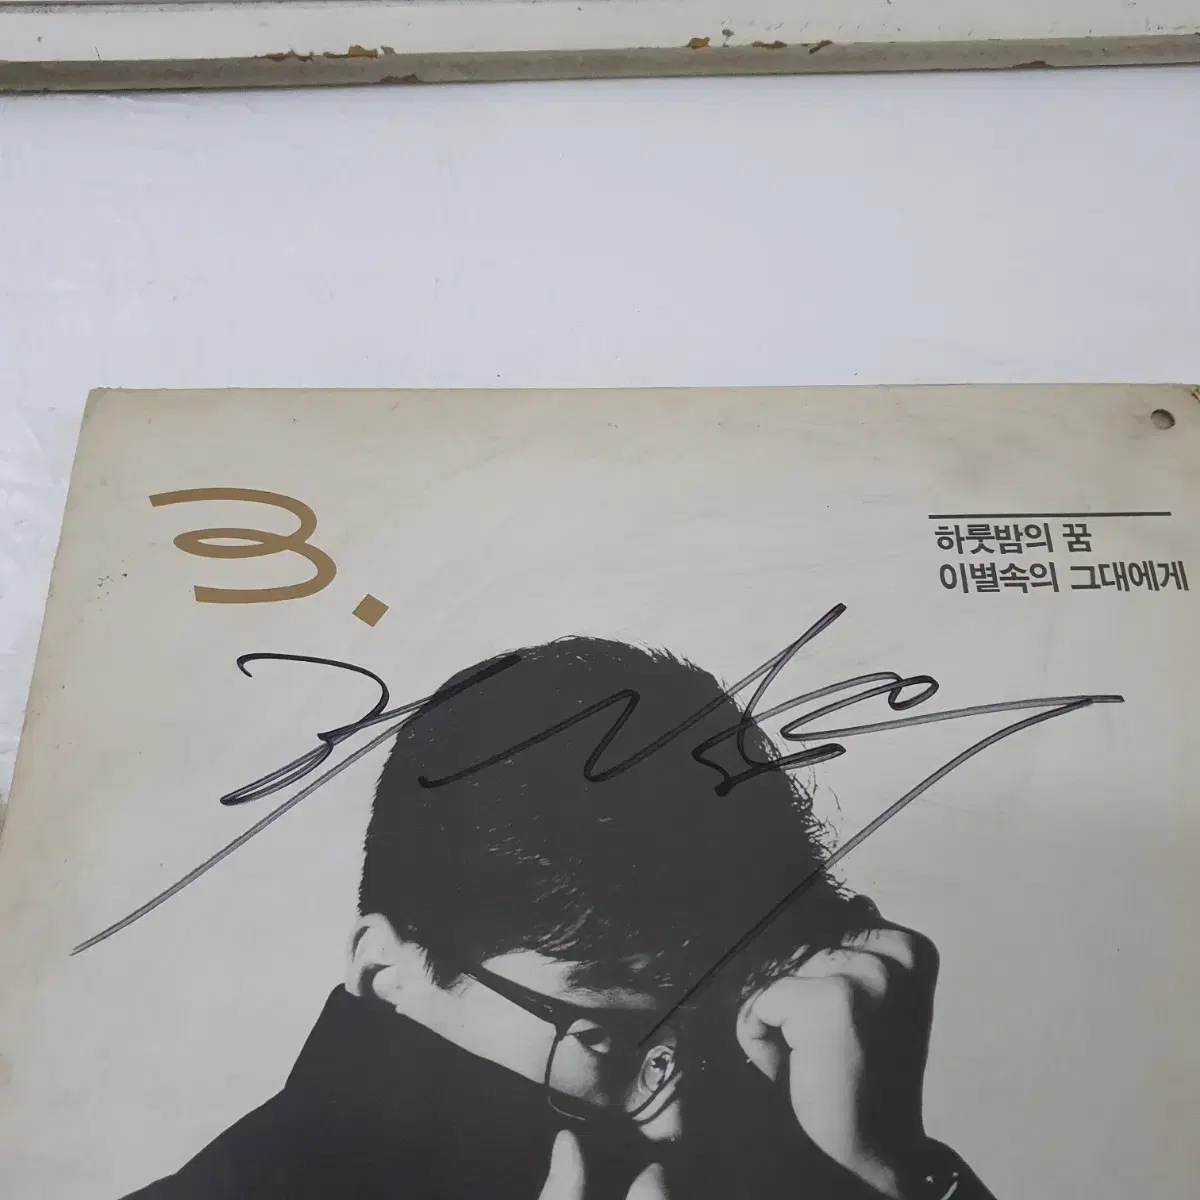 3.
하룻밤의 꿈
이별속의 그대에게